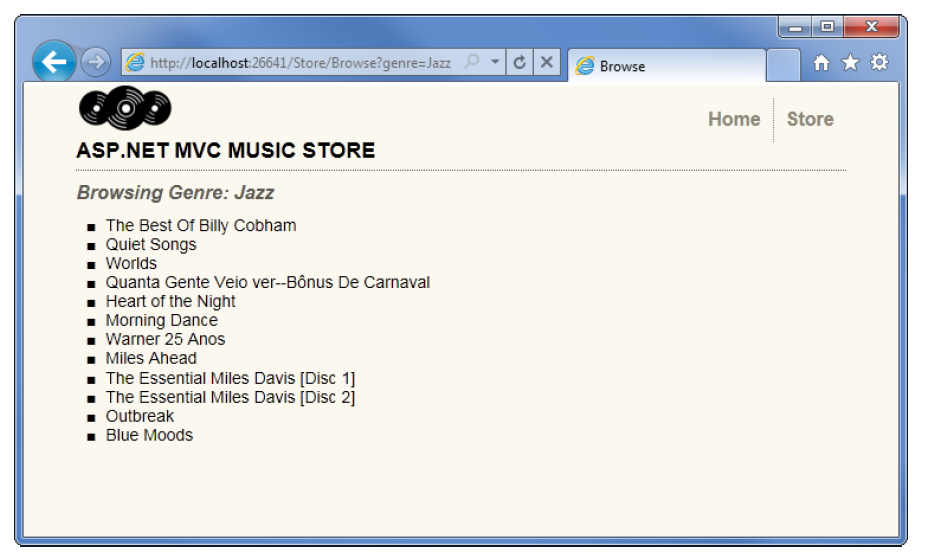 http://localhost:26641/Store/Browse?genre=Jazz
Browse
Home
Store
ASP.NET MVC MUSIC STORE
Browsing Genre: Jazz
The Best Of Billy Cobham
Quiet Songs
Worlds
Quanta Gente Veio ver--Bônus De Carnaval
Heart of the Night
Morning Dance
Warner 25 Anos
Miles Ahead
The Essential Miles Davis [Disc 1]
The Essential Miles Davis [Disc 2]
Outbreak
Blue Moods